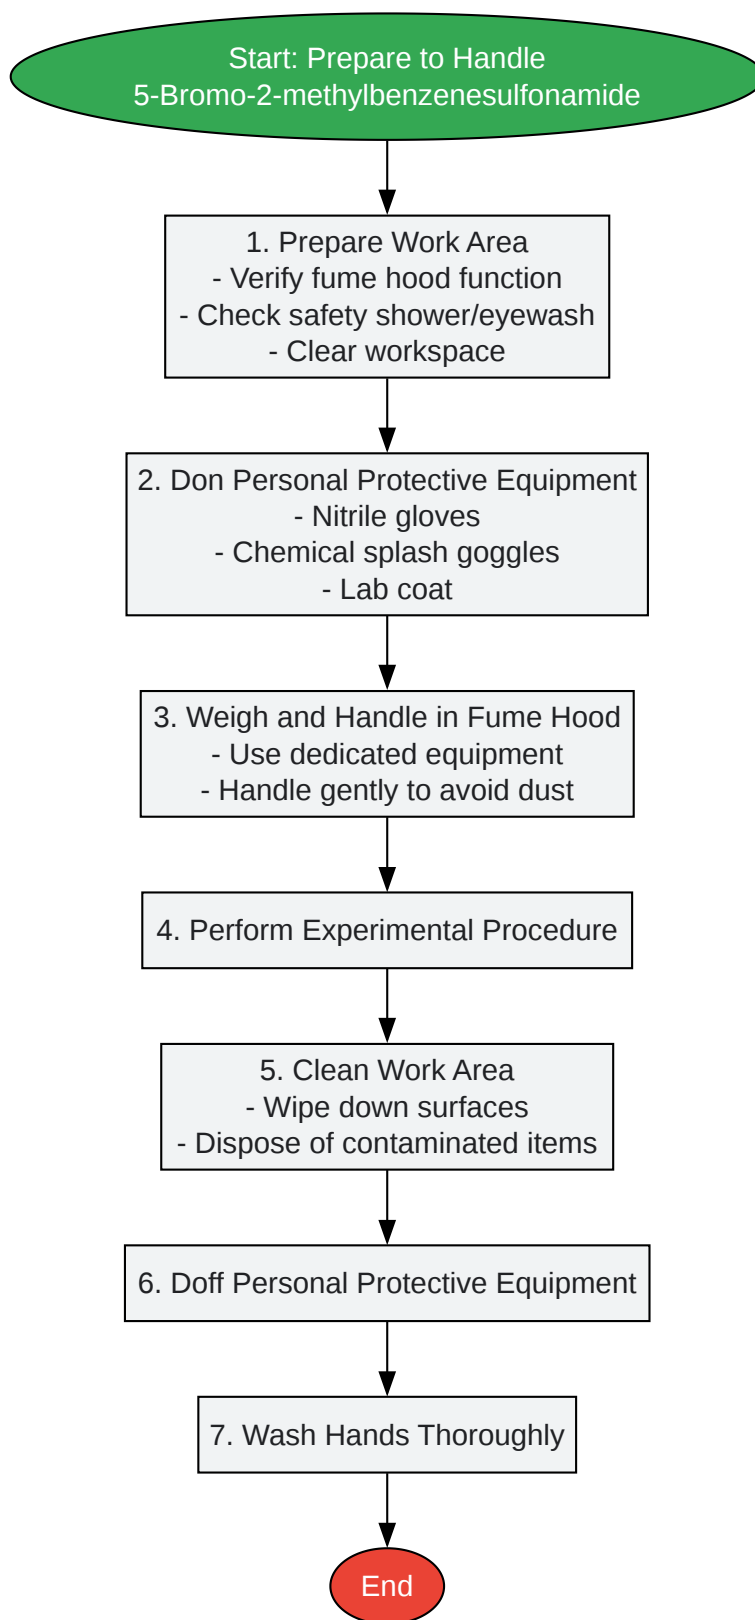 Start: Prepare to Handle
5-Bromo-2-methylbenzenesulfonamide
1. Prepare Work Area
- Verify fume hood function
- Check safety shower/eyewash
- Clear workspace
2. Don Personal Protective Equipment
- Nitrile gloves
- Chemical splash goggles
- Lab coat
3. Weigh and Handle in Fume Hood
- Use dedicated equipment
- Handle gently to avoid dust
4. Perform Experimental Procedure
5. Clean Work Area
- Wipe down surfaces
- Dispose of contaminated items
6. Doff Personal Protective Equipment
7. Wash Hands Thoroughly
End